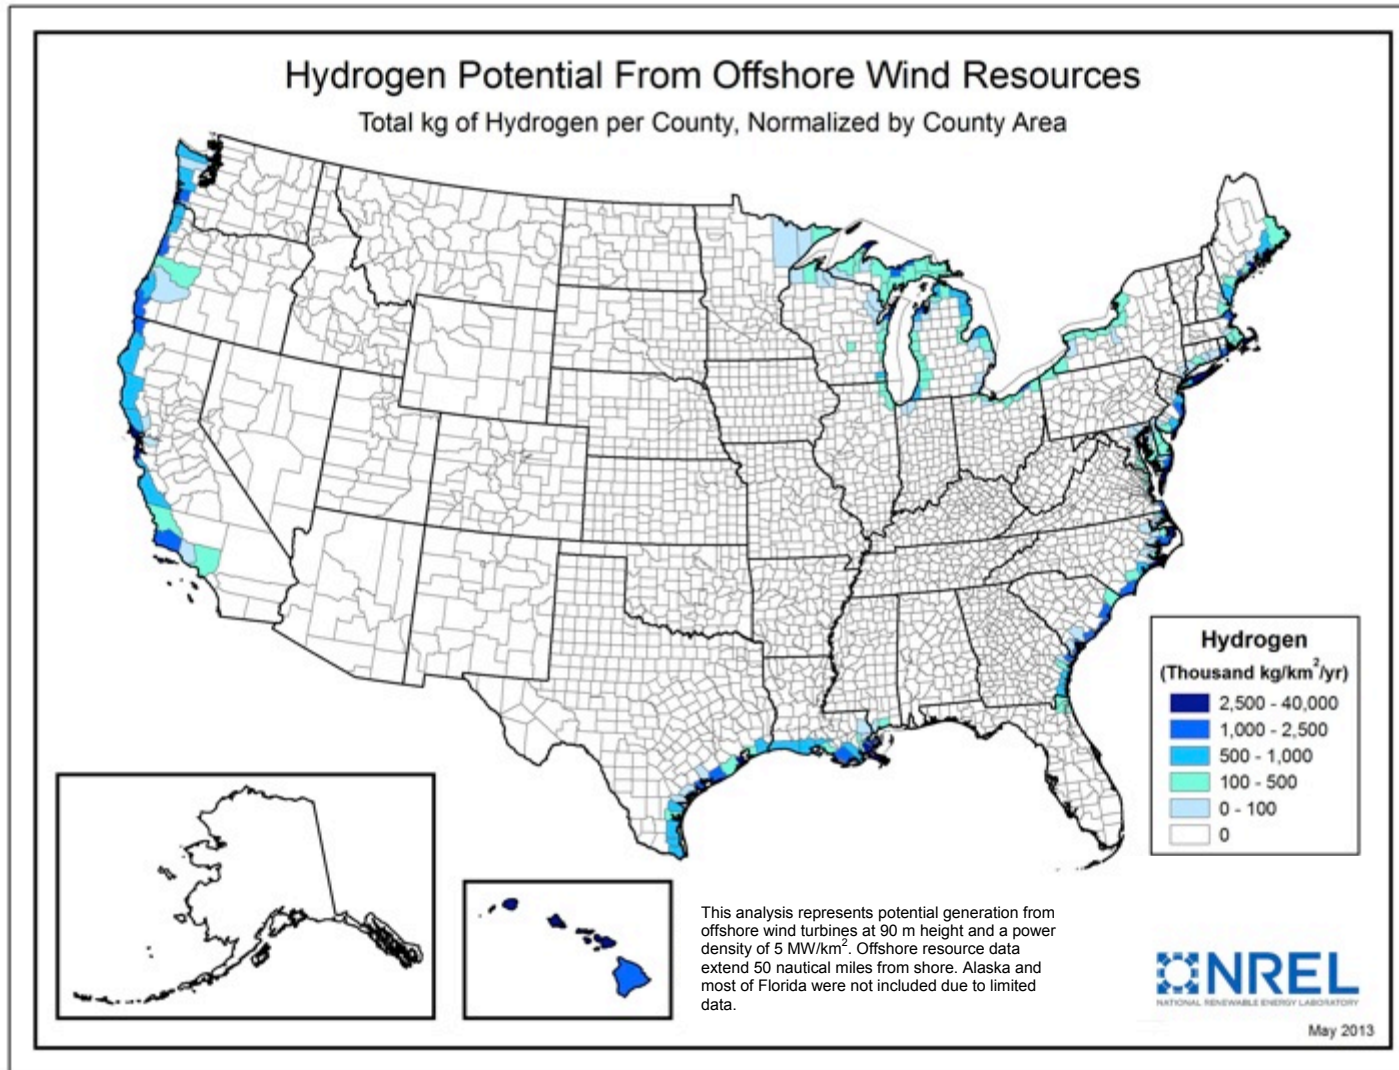 Hydrogen Potential From Offshore Wind Resources
Total kg of Hydrogen per County, Normalized by County Area
Hydrogen
(Thousand kg/km²/yr)
2,500 - 40,000
1,000 - 2,500
500 - 1,000
100 - 500
0 - 100
0
This analysis represents potential generation from
offshore wind turbines at 90 m height and a power
density of 5 MW/km². Offshore resource data
extend 50 nautical miles from shore. Alaska and
most of Florida were not included due to limited
data.
NREL
NATIONAL RENEWABLE ENERGY LABORATORY
May 2013